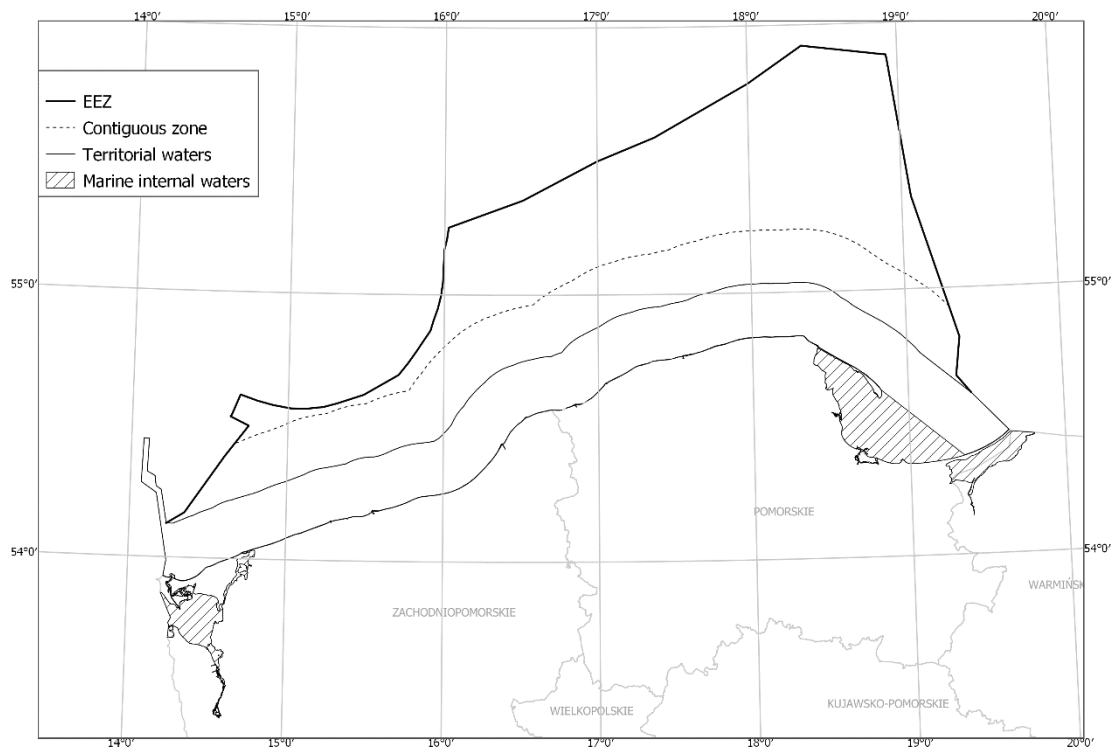 14°0' 15°0' 16°0' 17°0' 18°0' 19°0' 20°0'
EEZ
Contiguous zone
Territorial waters
Marine internal waters
55°0' 55°0'
POMORSKIE
54°0' 54°0'
WARMIŃSK
ZACHODNIOPOMORSKIE
KUJAWSKO-POMORSKIE
WIELKOPOLSKIE
14°0' 15°0' 16°0' 17°0' 18°0' 19°0' 20°0'